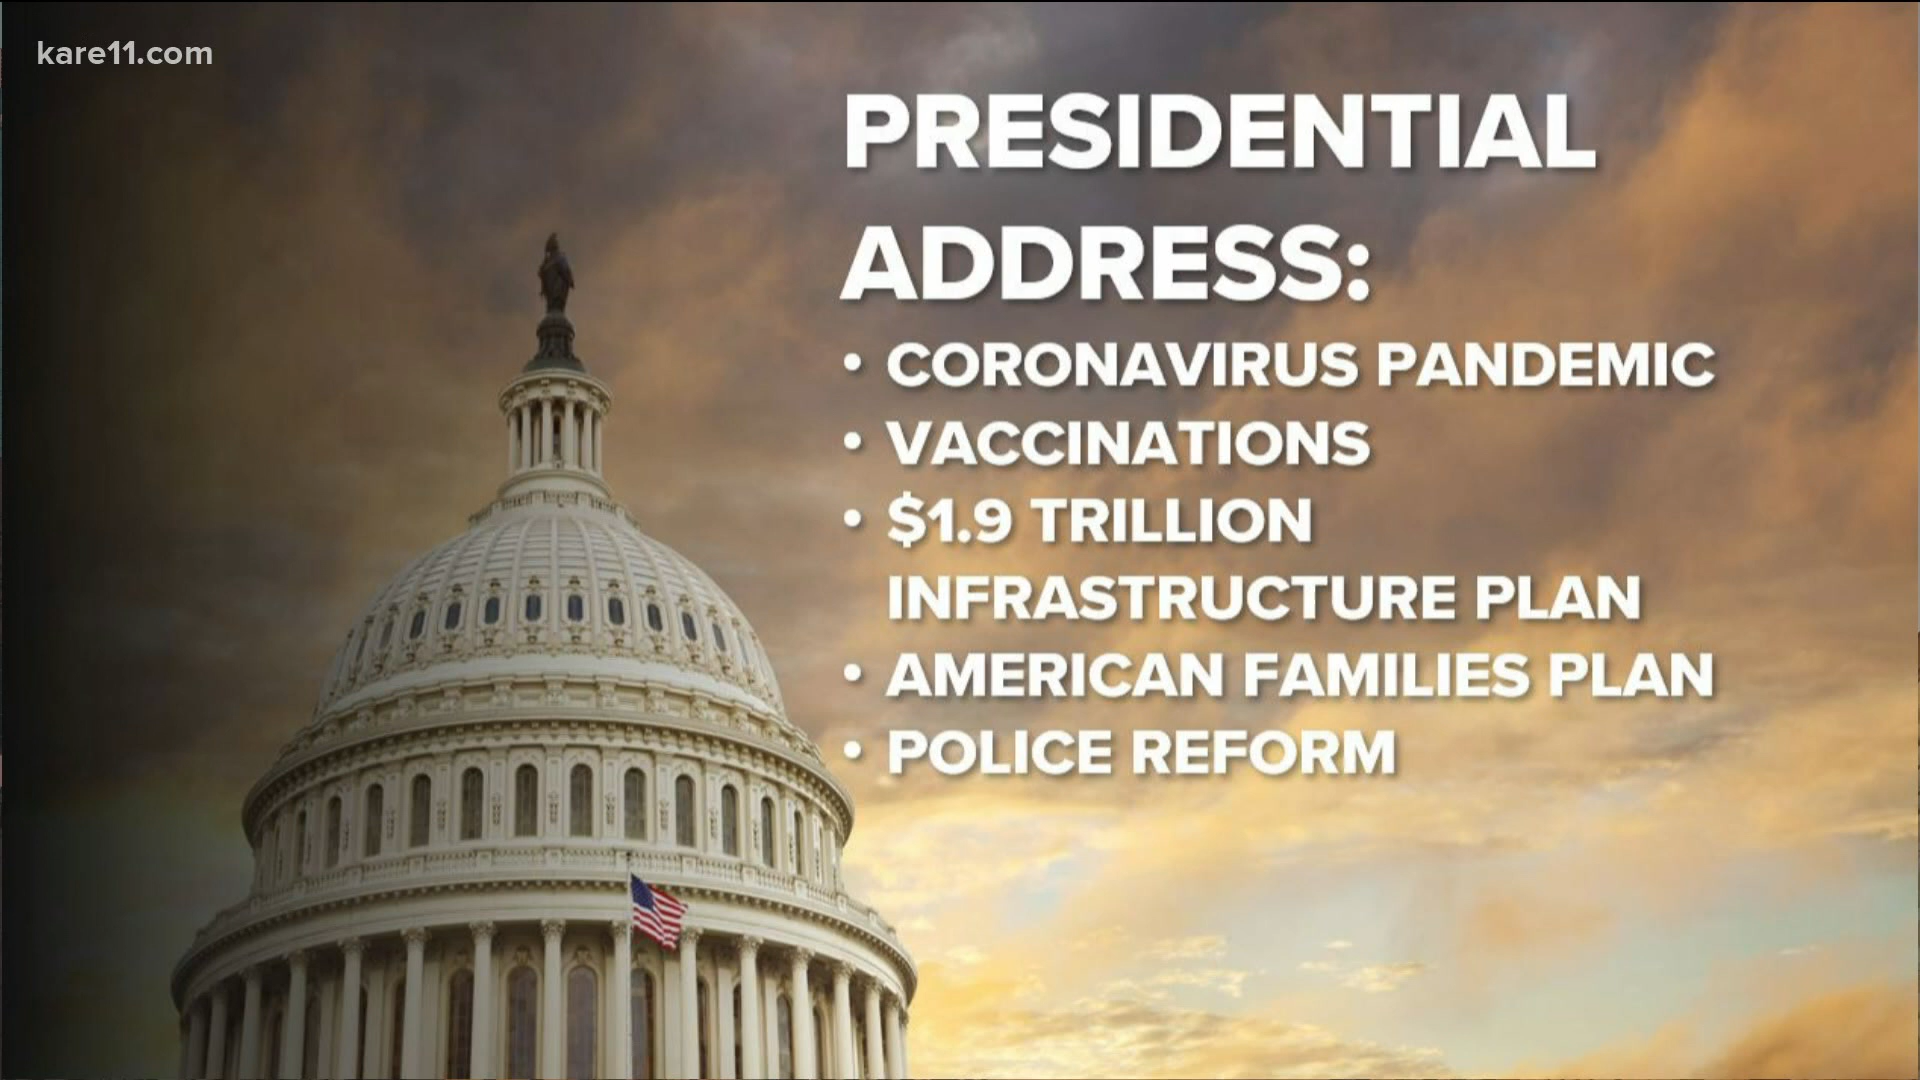 kare11.com
PRESIDENTIAL
ADDRESS:
• CORONAVIRUS PANDEMIC
• VACCINATIONS
• $1.9 TRILLION
INFRASTRUCTURE PLAN
• AMERICAN FAMILIES PLAN
• POLICE REFORM